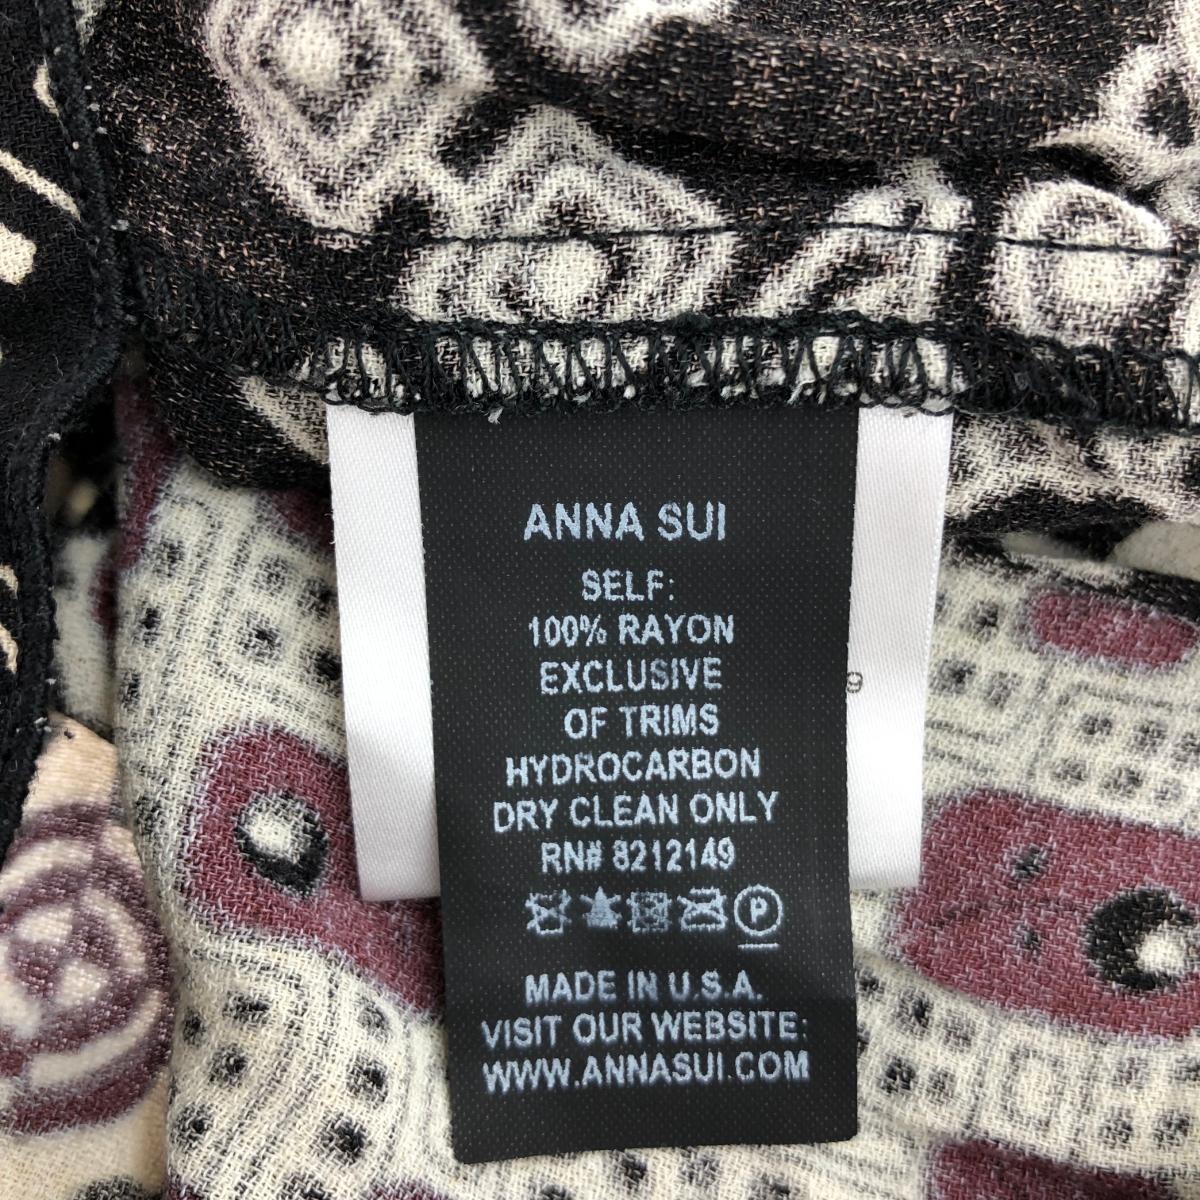 ANNA SUI
SELF:
100% RAYON
EXCLUSIVE
OF TRIMS
HYDROCARBON
DRY CLEAN ONLY
RN# 8212149
P
MADE IN U.S.A.
VISIT OUR WEBSITE:
WWW.ANNASUI.COM
9